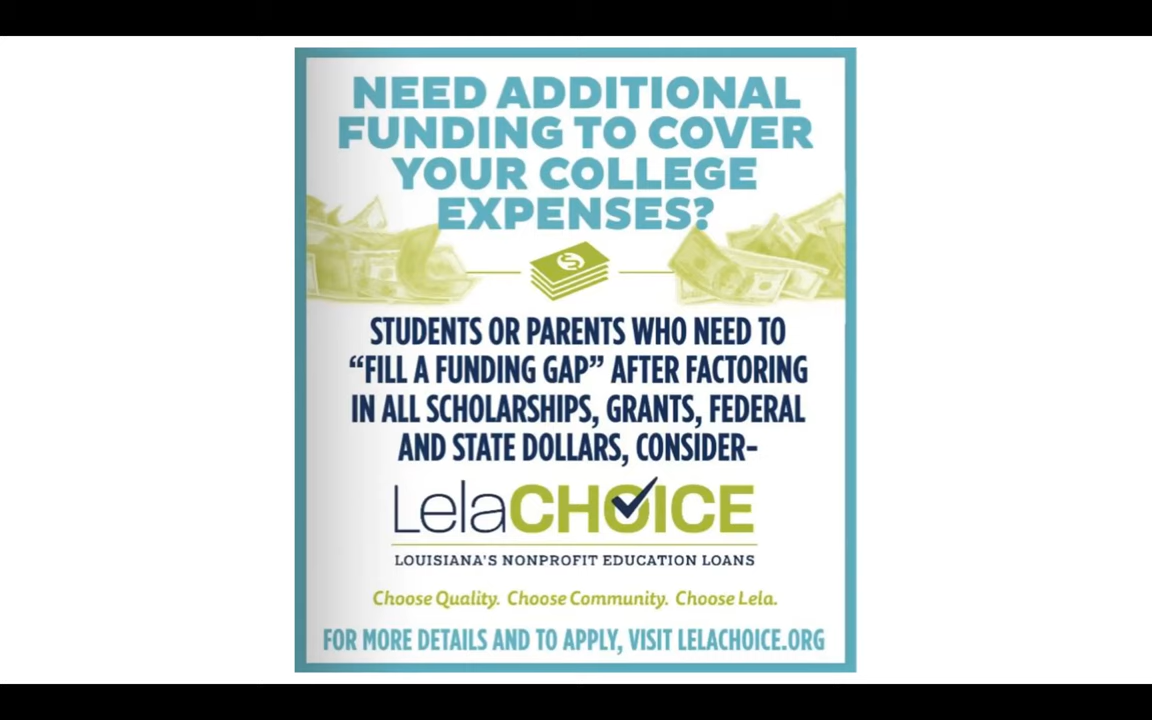 NEED ADDITIONAL
FUNDING TO COVER
YOUR COLLEGE
EXPENSES?
STUDENTS OR PARENTS WHO NEED TO
“FILL A FUNDING GAP” AFTER FACTORING
IN ALL SCHOLARSHIPS, GRANTS, FEDERAL
AND STATE DOLLARS, CONSIDER-
LelaCHOICE
LOUISIANA'S NONPROFIT EDUCATION LOANS
Choose Quality. Choose Community. Choose Lela.
FOR MORE DETAILS AND TO APPLY, VISIT LELACHOICE.ORG